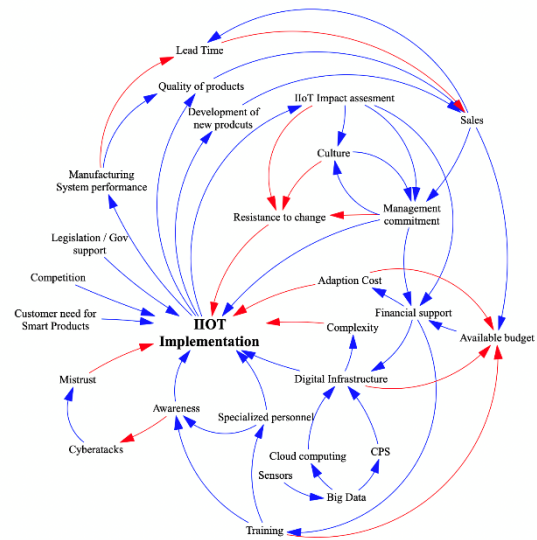 Lead Time
Quality of products
Development of
new prodcuts
IIoT Impact assesment
Sales
Culture
Manufacturing
System performance
Resistance to change
Management
commitment
Legislation / Gov
support
Competition
Adaption Cost
Customer need for
Smart Products
IIOT
Implementation
Financial support
Complexity
Available budget
Mistrust
Digital Infrastructure
Awareness
Specialized personnel
Cyberatacks
Cloud computing
CPS
Sensors
Big Data
Training